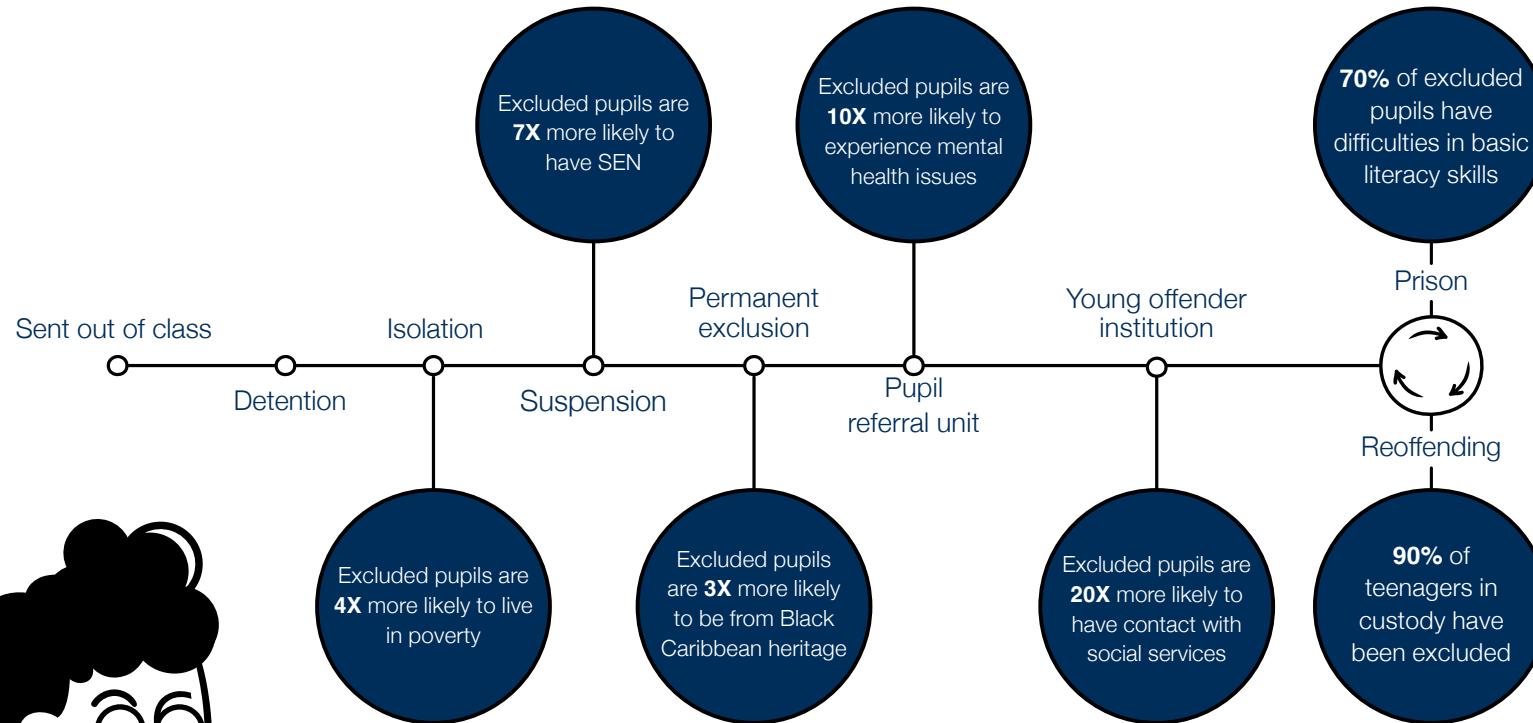 Excluded pupils are
7X more likely to
have SEN
Excluded pupils are
10X more likely to
experience mental
health issues
70% of excluded
pupils have
difficulties in basic
literacy skills
Sent out of class
Detention
Isolation
Suspension
Permanent
exclusion
Pupil
referral unit
Young offender
institution
Prison
Reoffending
Excluded pupils are
4X more likely to live
in poverty
Excluded pupils
are 3X more likely
to be from Black
Caribbean heritage
Excluded pupils are
20X more likely to
have contact with
social services
90% of
teenagers in
custody have
been excluded